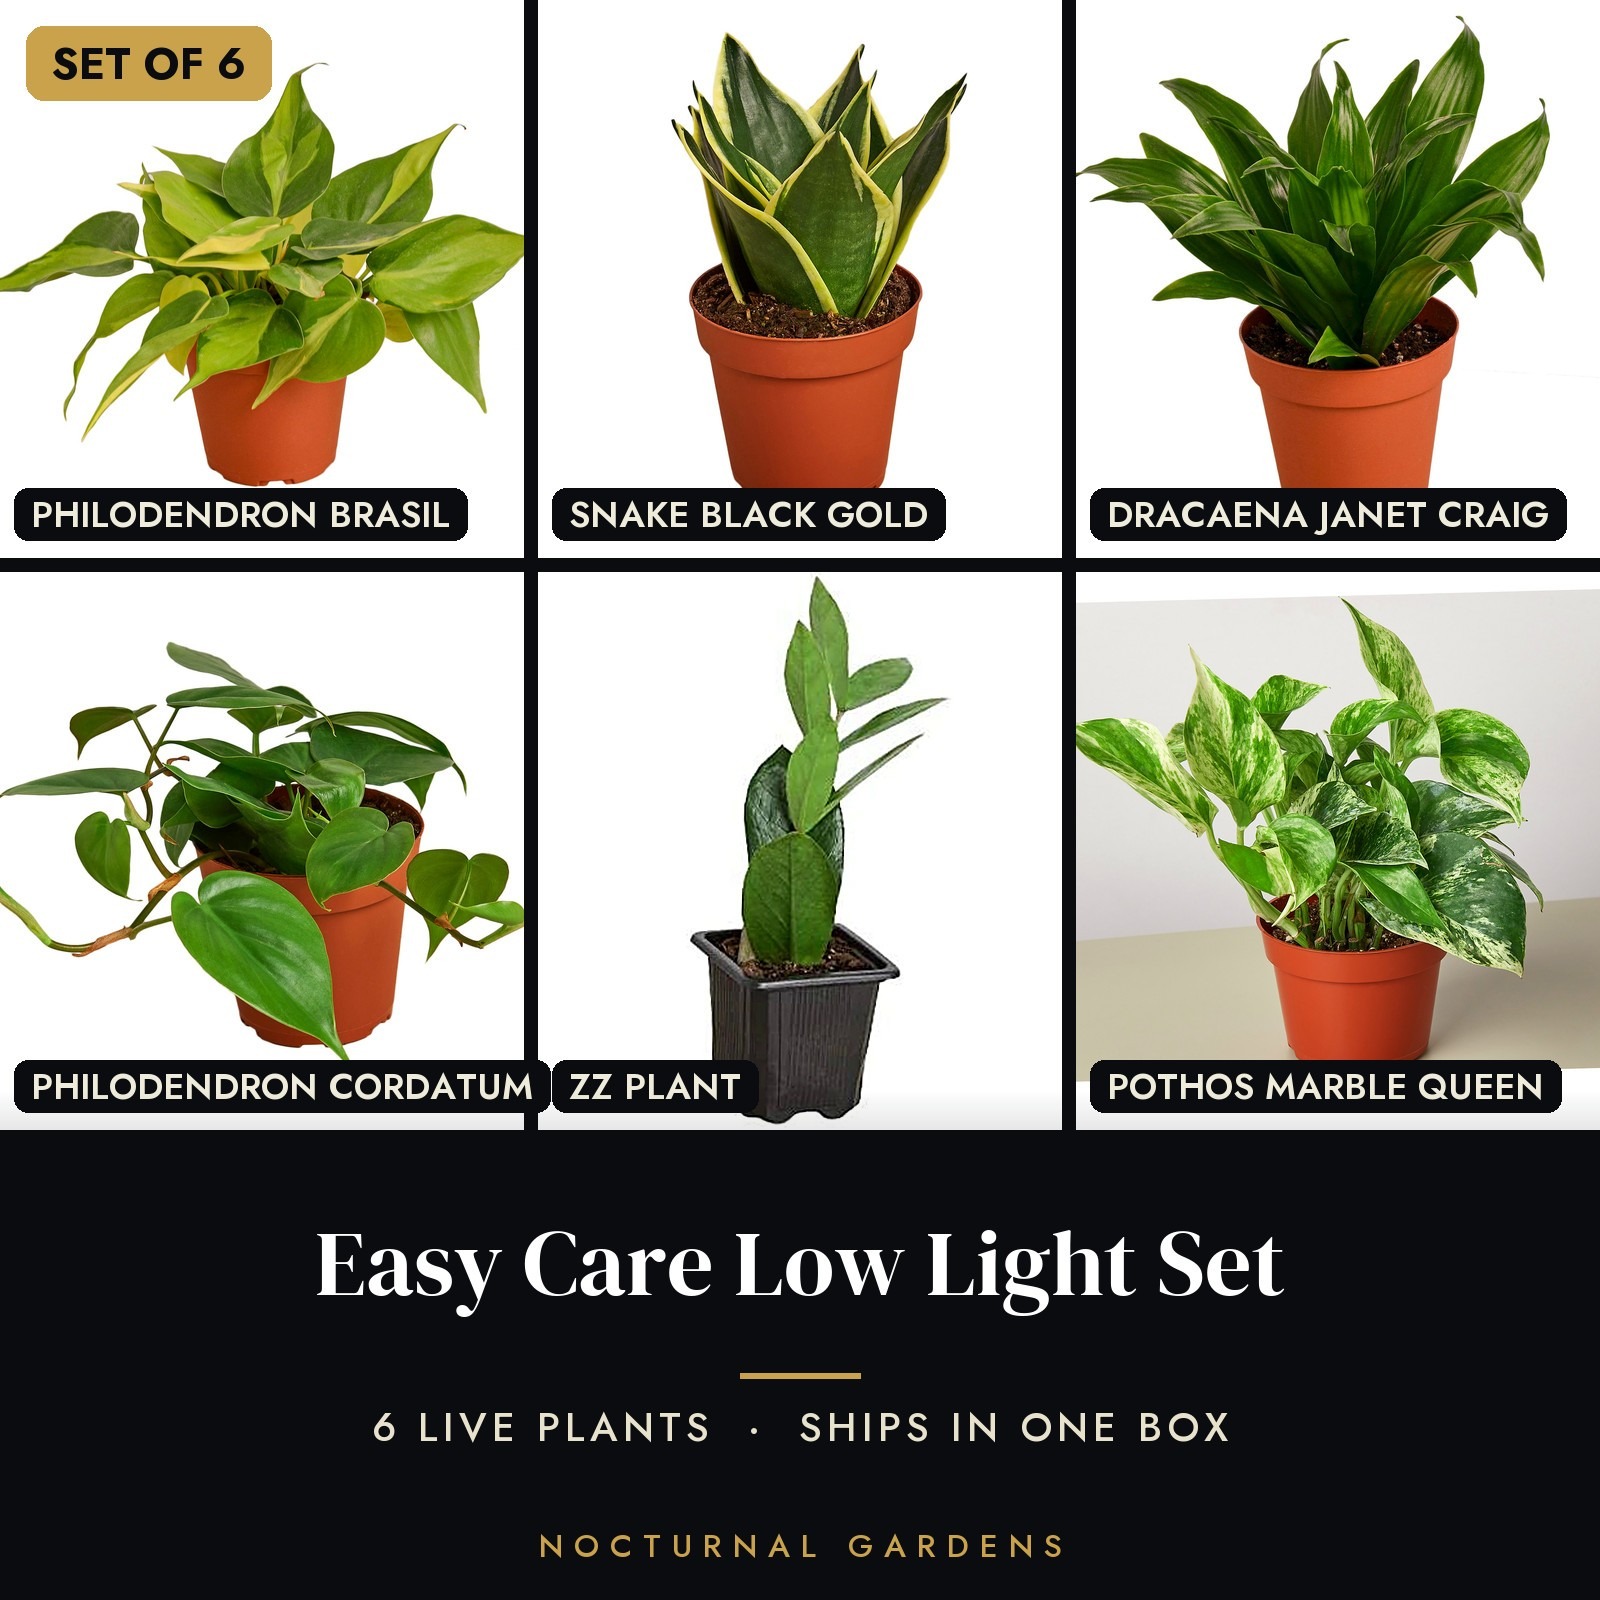 SET OF 6
PHILODENDRON BRASIL
SNAKE BLACK GOLD
DRACAENA JANET CRAIG
PHILODENDRON CORDATUM
ZZ PLANT
POTHOS MARBLE QUEEN
Easy Care Low Light Set
6 LIVE PLANTS · SHIPS IN ONE BOX
NOCTURNAL GARDENS